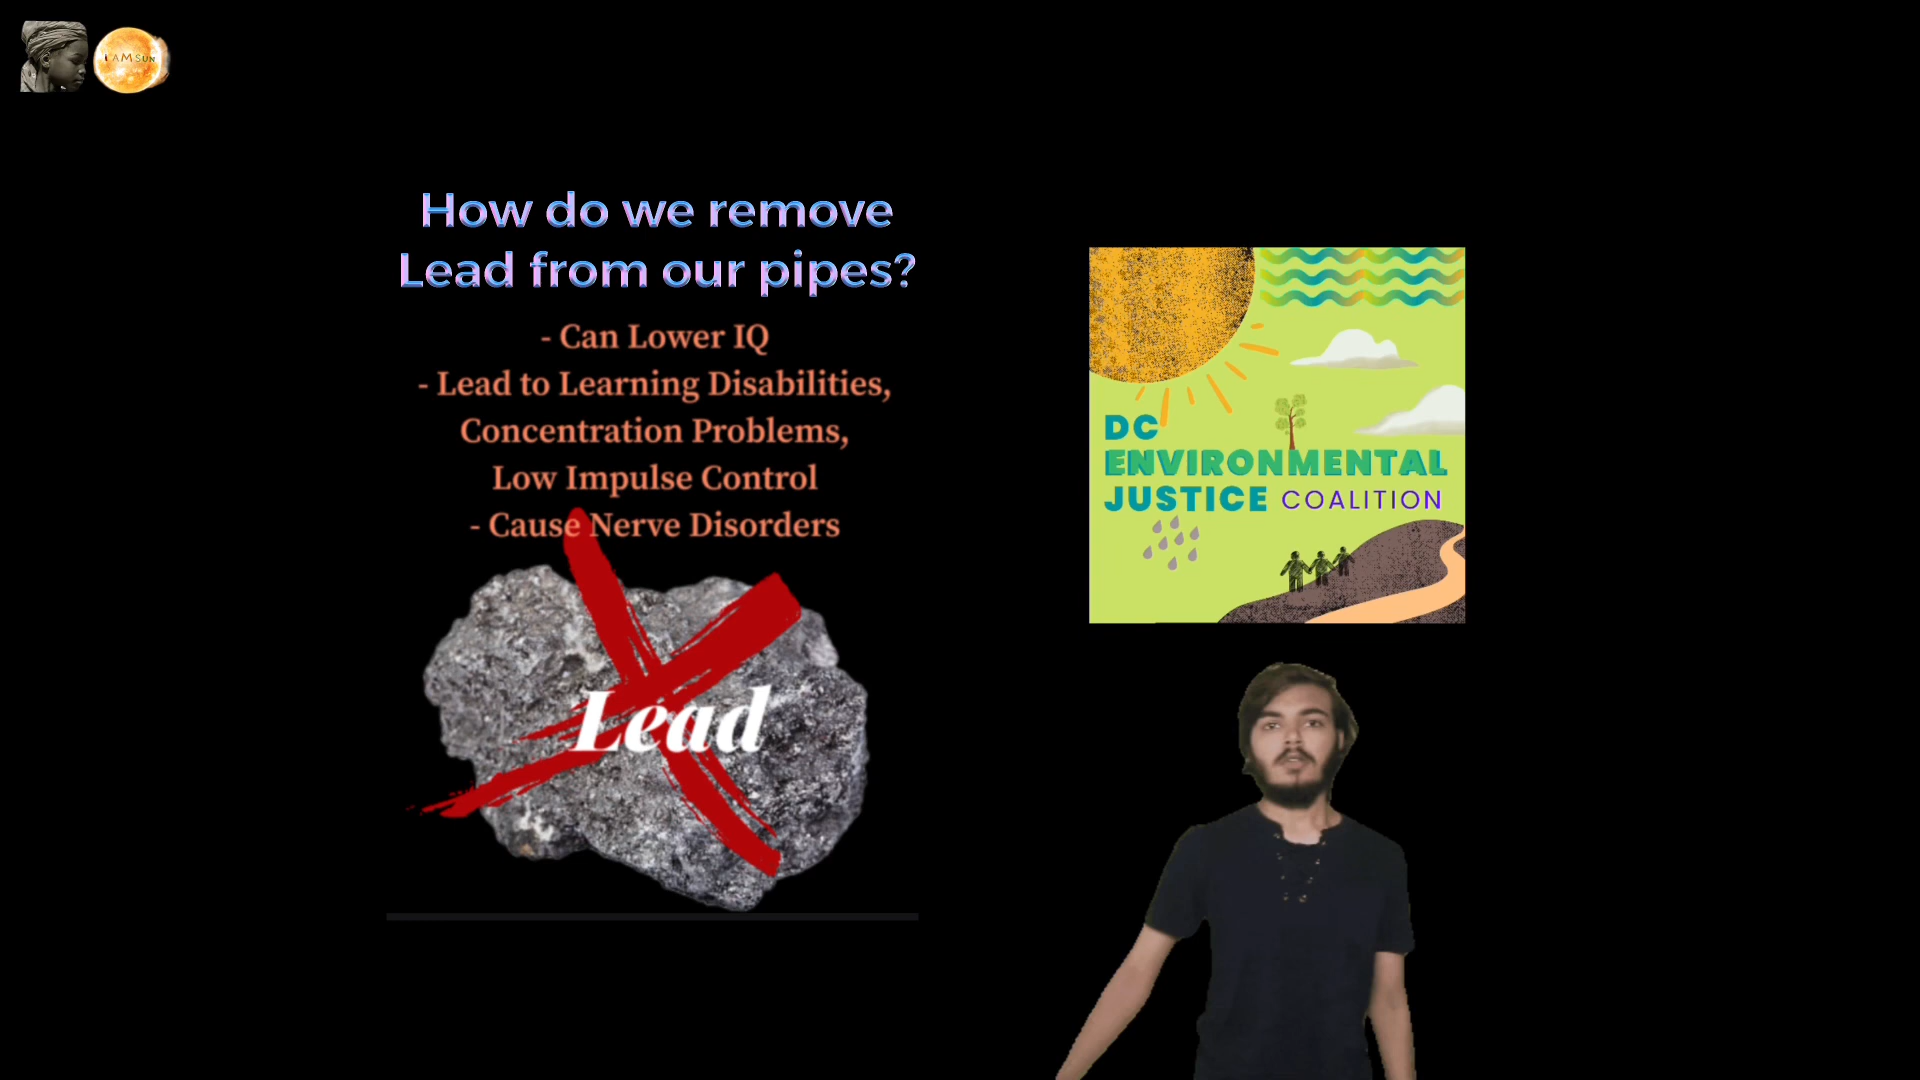 I AM SUN
How do we remove
Lead from our pipes?
- Can Lower IQ
- Lead to Learning Disabilities,
Concentration Problems,
Low Impulse Control
- Cause Nerve Disorders
Lead
DC
ENVIRONMENTAL
JUSTICE COALITION